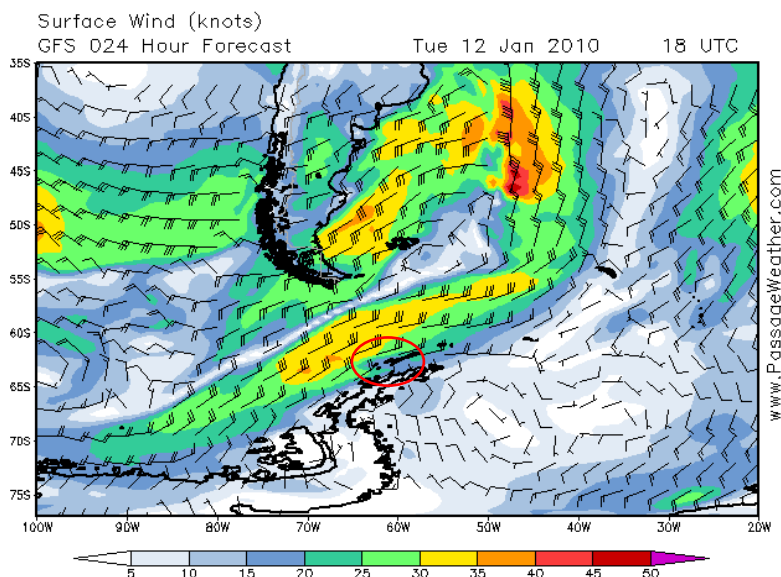 Surface Wind (knots)
GFS 024 Hour Forecast Tue 12 Jan 2010 18 UTC
35S
40S
45S
50S
55S
60S
65S
70S
75S
100W 90W 80W 70W 60W 50W 40W 30W 20W
5 10 15 20 25 30 35 40 45 50
www.PassageWeather.com